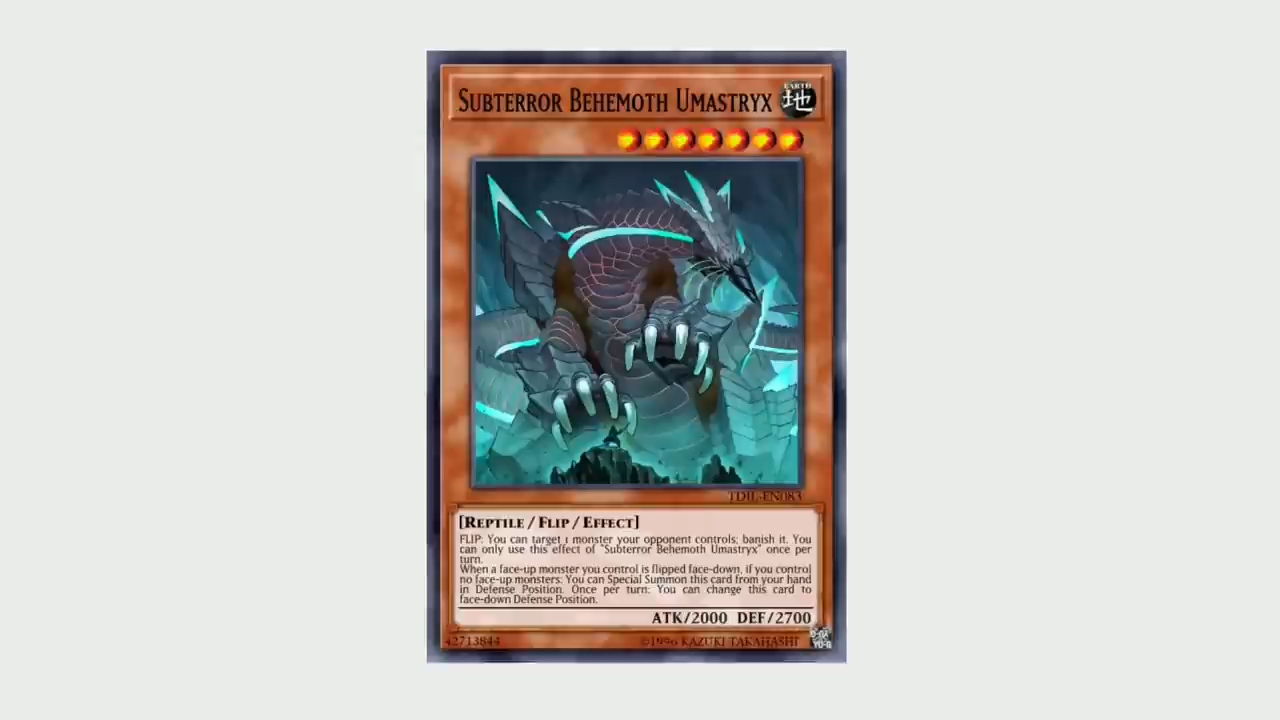 SUBTERROR BEHEMOTH UMASTRYX
EARTH
地
TDIL-EN083
[REPTILE / FLIP / EFFECT]
FLIP: You can target 1 monster your opponent controls; banish it. You
can only use this effect of "Subterror Behemoth Umastryx" once per
turn.
When a face-up monster you control is flipped face-down, if you control
no face-up monsters: You can Special Summon this card from your hand
in Defense Position. Once per turn: You can change this card to
face-down Defense Position.
ATK/2000 DEF/2700
42713844
©1996 KAZUKI TAKAHASHI